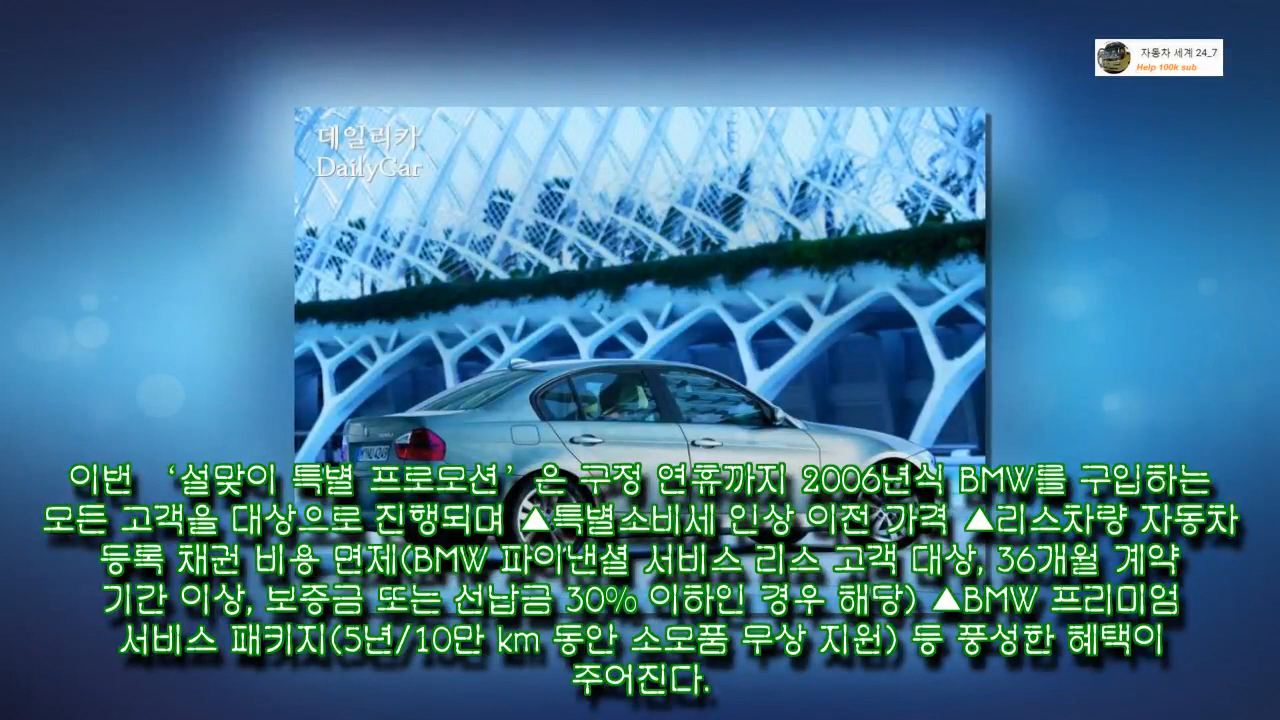 자동차 세계 24_7
Help 100k sub
데일리카
DailyCar
이번 ‘설맞이 특별 프로모션’은 구정 연휴까지 2006년식 BMW를 구입하는
모든 고객을 대상으로 진행되며 ▲특별소비세 인상 이전 가격 ▲리스차량 자동차
등록 채권 비용 면제(BMW 파이낸셜 서비스 리스 고객 대상, 36개월 계약
기간 이상, 보증금 또는 선납금 30% 이하인 경우 해당) ▲BMW 프리미엄
서비스 패키지(5년/10만 km 동안 소모품 무상 지원) 등 풍성한 혜택이
주어진다.